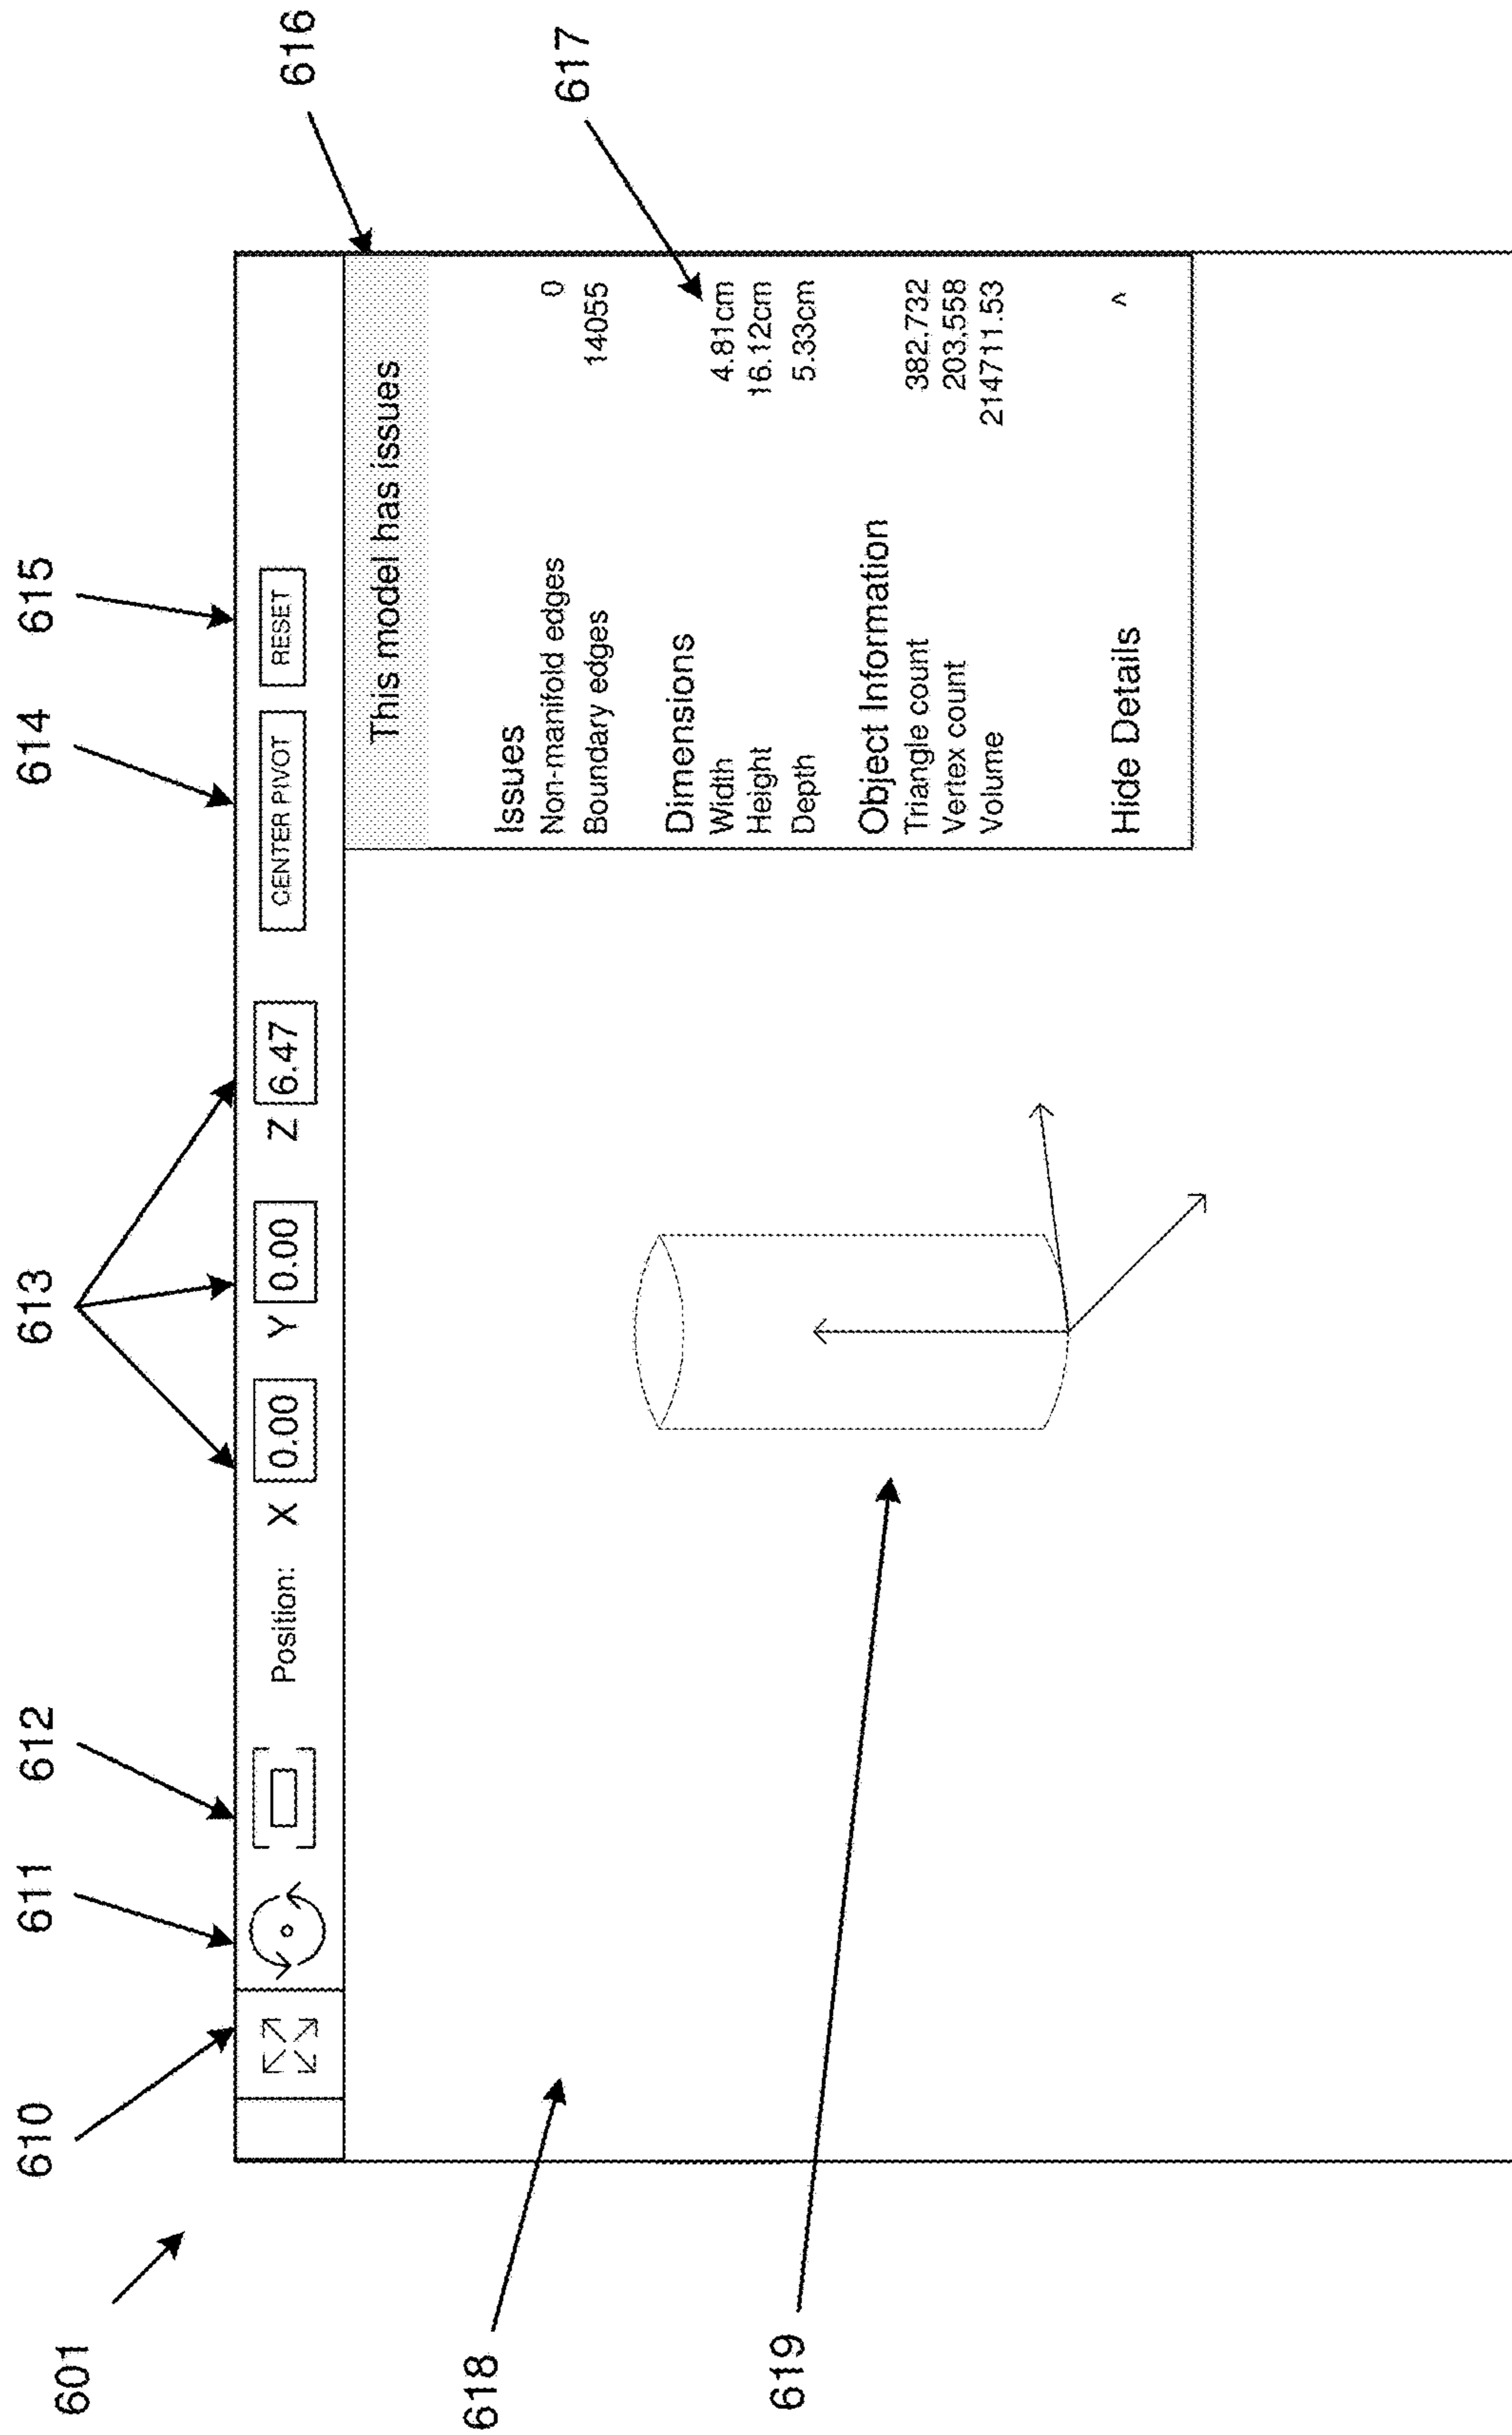 601
610
611
612
613
614
615
616
Position: X 0.00 Y 0.00 Z 6.47 CENTER PIVOT RESET
This model has issues
617
618
Issues
Non-manifold edges 0
Boundary edges 14055
Dimensions
Width 4.81cm
Height 16.12cm
Depth 5.33cm
619
Object Information
Triangle count 382,732
Vertex count 203,558
Volume 214711.53
Hide Details ^